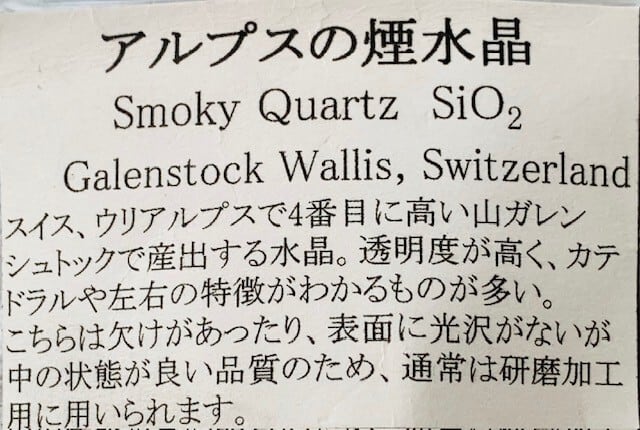 アルプスの煙水晶
Smoky Quartz SiO₂
Galenstock Wallis, Switzerland
スイス、ウリアルプスで4番目に高い山ガレン
シュトックで産出する水晶。透明度が高く、カテ
ドラルや左右の特徴がわかるものが多い。
こちらは欠けがあったり、表面に光沢がないが
中の状態が良い品質のため、通常は研磨加工
用に用いられます。